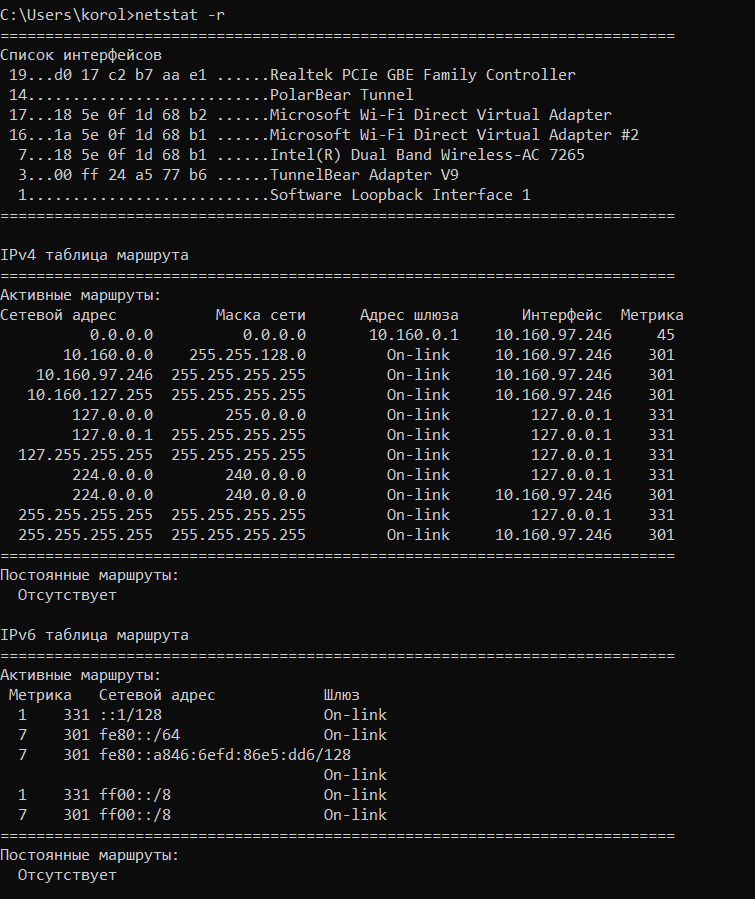 C:\Users\korol>netstat -r
===========================================================================
Список интерфейсов
 19...d0 17 c2 b7 aa e1 ......Realtek PCIe GBE Family Controller
 14...........................PolarBear Tunnel
 17...18 5e 0f 1d 68 b2 ......Microsoft Wi-Fi Direct Virtual Adapter
 16...1a 5e 0f 1d 68 b1 ......Microsoft Wi-Fi Direct Virtual Adapter #2
  7...18 5e 0f 1d 68 b1 ......Intel(R) Dual Band Wireless-AC 7265
  3...00 ff 24 a5 77 b6 ......TunnelBear Adapter V9
  1...........................Software Loopback Interface 1
===========================================================================

IPv4 таблица маршрута
===========================================================================
Активные маршруты:
Сетевой адрес           Маска сети      Адрес шлюза       Интерфейс  Метрика
          0.0.0.0          0.0.0.0       10.160.0.1    10.160.97.246     45
       10.160.0.0    255.255.128.0         On-link     10.160.97.246    301
    10.160.97.246  255.255.255.255         On-link     10.160.97.246    301
   10.160.127.255  255.255.255.255         On-link     10.160.97.246    301
        127.0.0.0        255.0.0.0         On-link         127.0.0.1    331
        127.0.0.1  255.255.255.255         On-link         127.0.0.1    331
  127.255.255.255  255.255.255.255         On-link         127.0.0.1    331
        224.0.0.0        240.0.0.0         On-link         127.0.0.1    331
        224.0.0.0        240.0.0.0         On-link     10.160.97.246    301
  255.255.255.255  255.255.255.255         On-link         127.0.0.1    331
  255.255.255.255  255.255.255.255         On-link     10.160.97.246    301
===========================================================================
Постоянные маршруты:
  Отсутствует

IPv6 таблица маршрута
===========================================================================
Активные маршруты:
 Метрика   Сетевой адрес            Шлюз
  1    331 ::1/128                  On-link
  7    301 fe80::/64                On-link
  7    301 fe80::a846:6efd:86e5:dd6/128
                                    On-link
  1    331 ff00::/8                 On-link
  7    301 ff00::/8                 On-link
===========================================================================
Постоянные маршруты:
  Отсутствует